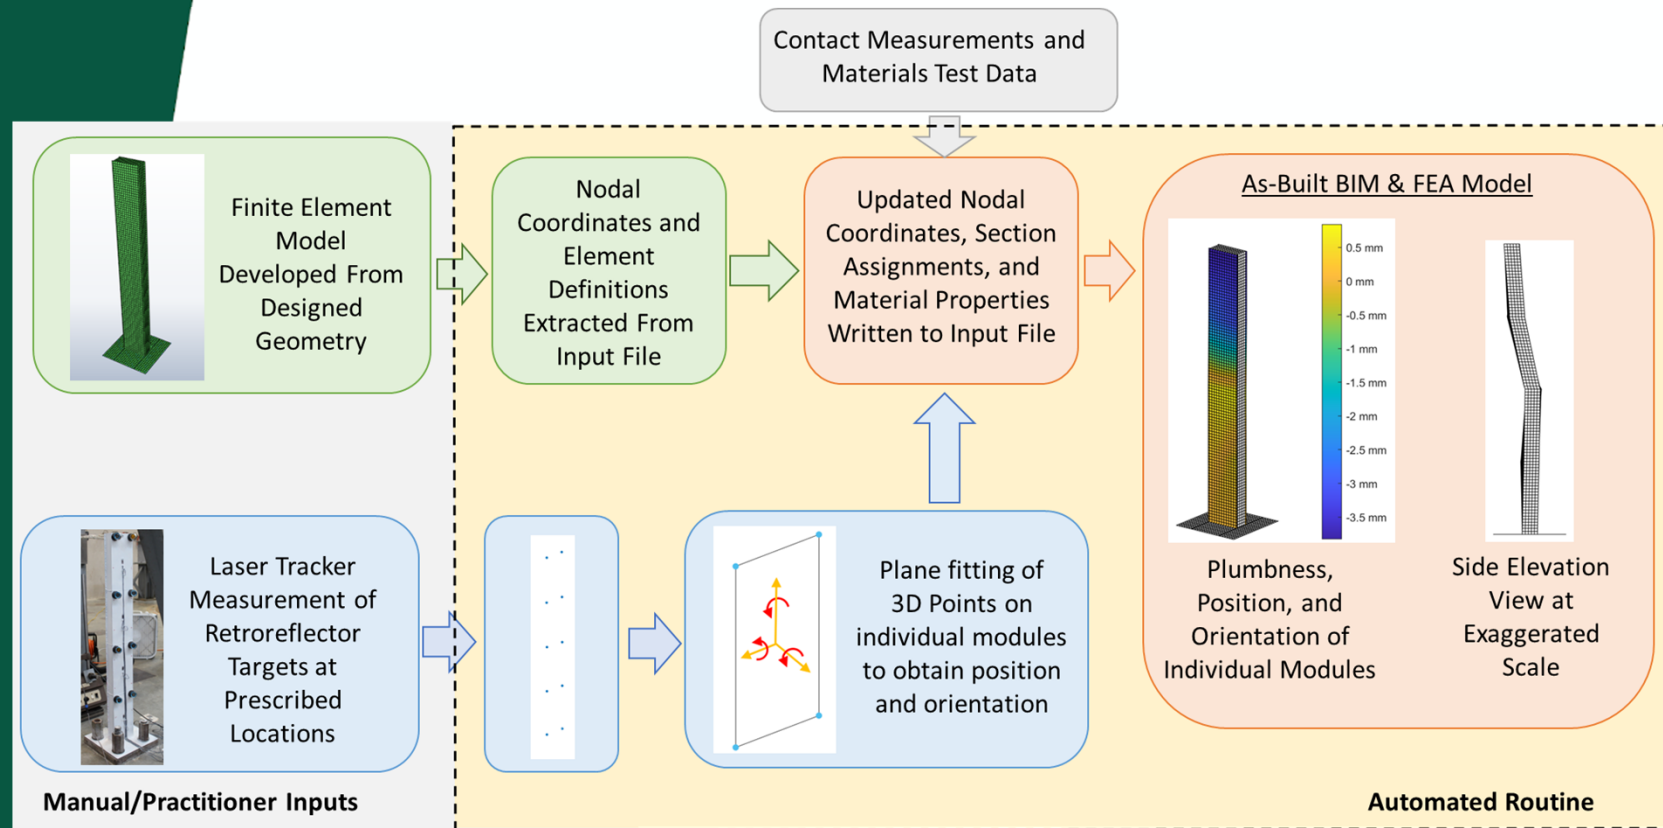 Contact Measurements and
Materials Test Data
Finite Element
Model
Developed From
Designed
Geometry
Nodal
Coordinates and
Element
Definitions
Extracted From
Input File
Updated Nodal
Coordinates, Section
Assignments, and
Material Properties
Written to Input File
As-Built BIM & FEA Model
0.5 mm
0 mm
-0.5 mm
-1 mm
-1.5 mm
-2 mm
-2.5 mm
-3 mm
-3.5 mm
Plumbness,
Position, and
Orientation of
Individual Modules
Side Elevation
View at
Exaggerated
Scale
Laser Tracker
Measurement of
Retroreflector
Targets at
Prescribed
Locations
Plane fitting of
3D Points on
individual modules
to obtain position
and orientation
Manual/Practitioner Inputs
Automated Routine